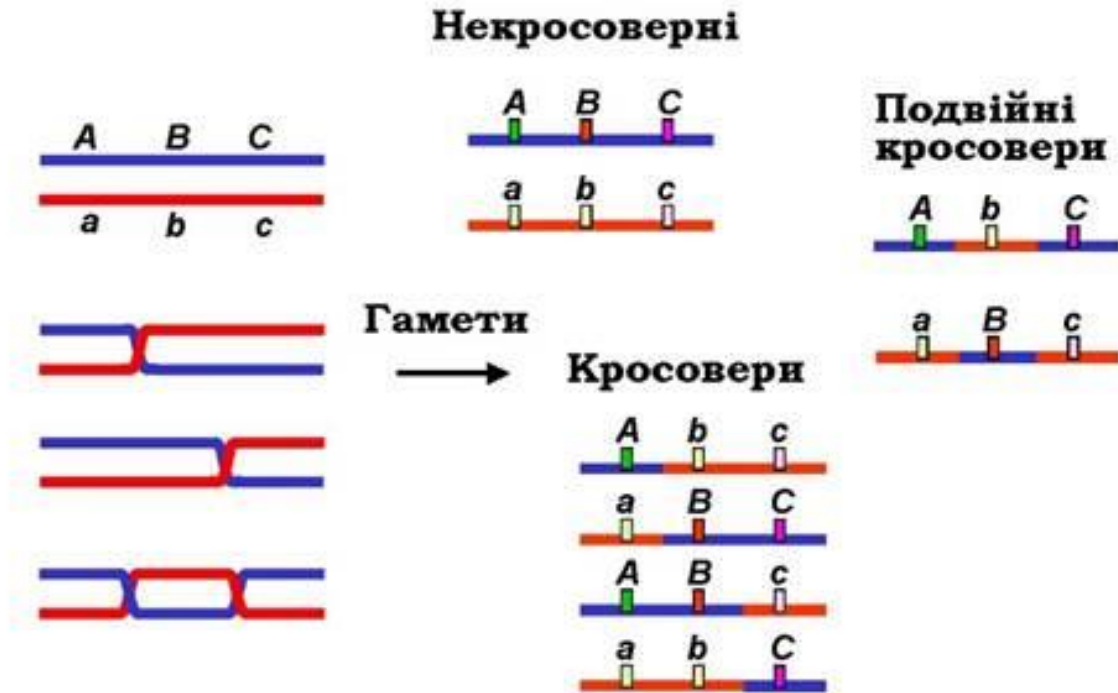 Некросоверні
A B C
a b c
A B C
a b c
Подвійні
кросовери
A b C
a B c
Гамети
Кросовери
A b c
a B C
A B c
a b C